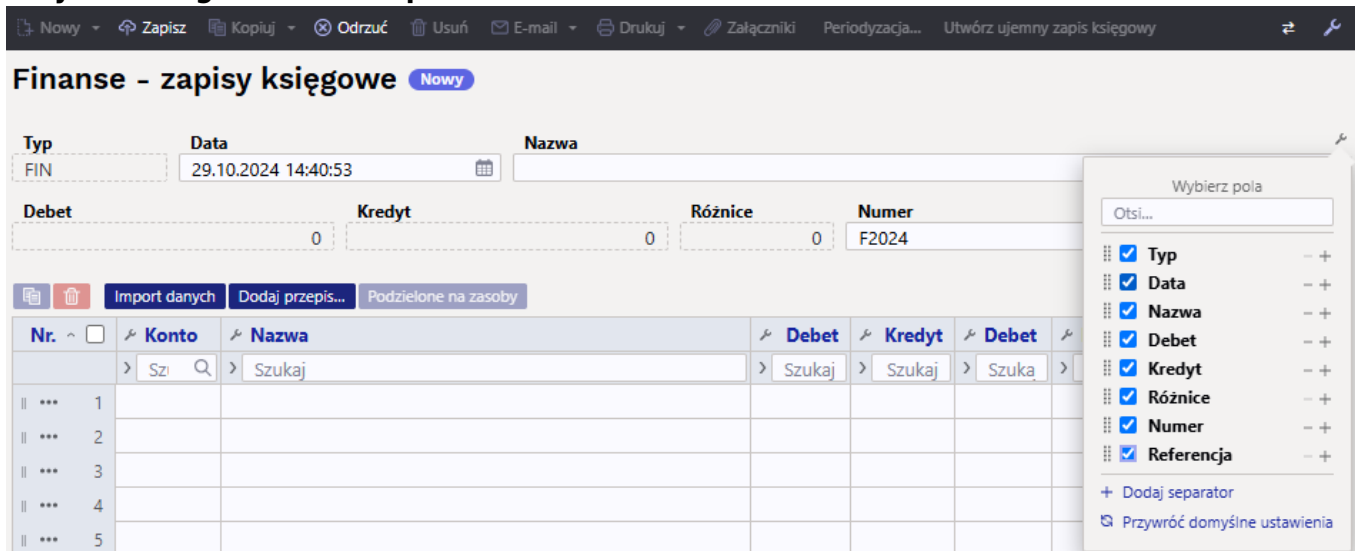 Nowy Zapisz Kopiuj Odrzuć Usuń E-mail Drukuj Załączniki Periodyzacja... Utwórz ujemny zapis księgowy
Finanse - zapisy księgowe Nowy
Typ Data Nazwa
FIN 29.10.2024 14:40:53
Debet Kredyt Różnice Numer
0 0 0 F2024
Import danych Dodaj przepis... Podzielone na zasoby
Nr. Konto Nazwa Debet Kredyt Debet
Szu Szukaj Szukaj Szukaj Szuka
1
2
3
4
5
Wybierz pola
Otsi...
Typ
Data
Nazwa
Debet
Kredyt
Różnice
Numer
Referencja
+ Dodaj separator
Przywróć domyślne ustawienia